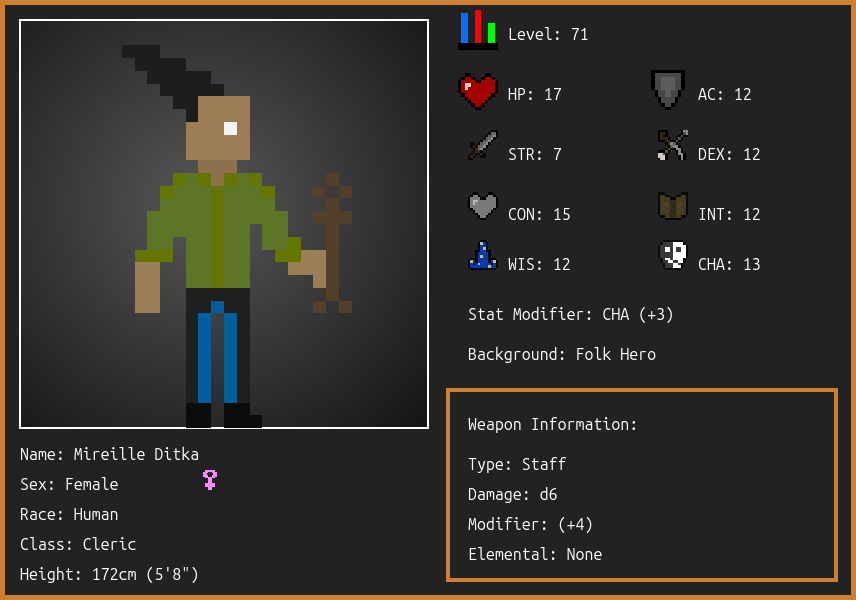 Level: 71
HP: 17
AC: 12
STR: 7
DEX: 12
CON: 15
INT: 12
WIS: 12
CHA: 13
Stat Modifier: CHA (+3)
Background: Folk Hero
Weapon Information:
Type: Staff
Damage: d6
Modifier: (+4)
Elemental: None
Name: Mireille Ditka
Sex: Female
Race: Human
Class: Cleric
Height: 172cm (5'8")